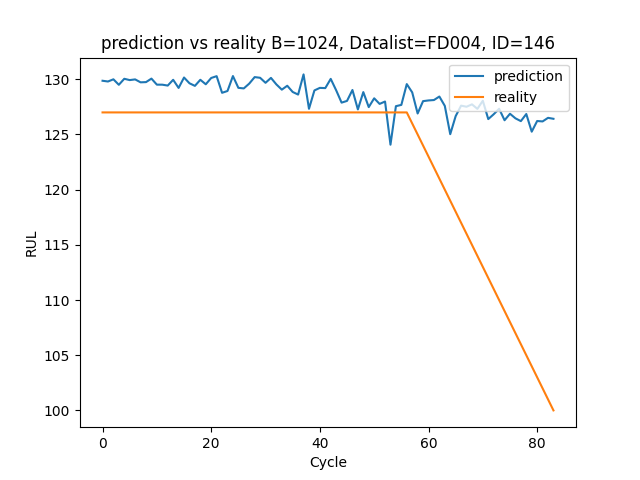 prediction vs reality B=1024, Datalist=FD004, ID=146
prediction
reality
RUL
130
125
120
115
110
105
100
0 20 40 60 80
Cycle